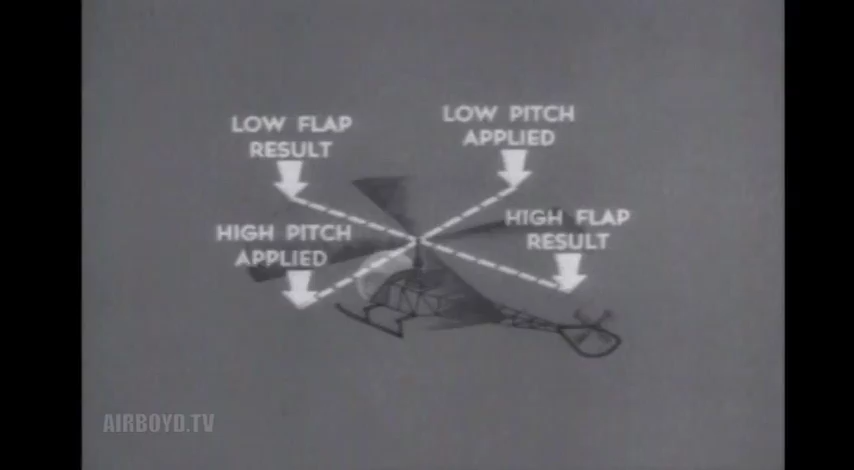 LOW FLAP
RESULT
LOW PITCH
APPLIED
HIGH PITCH
APPLIED
HIGH FLAP
RESULT
AIRBOYD.TV